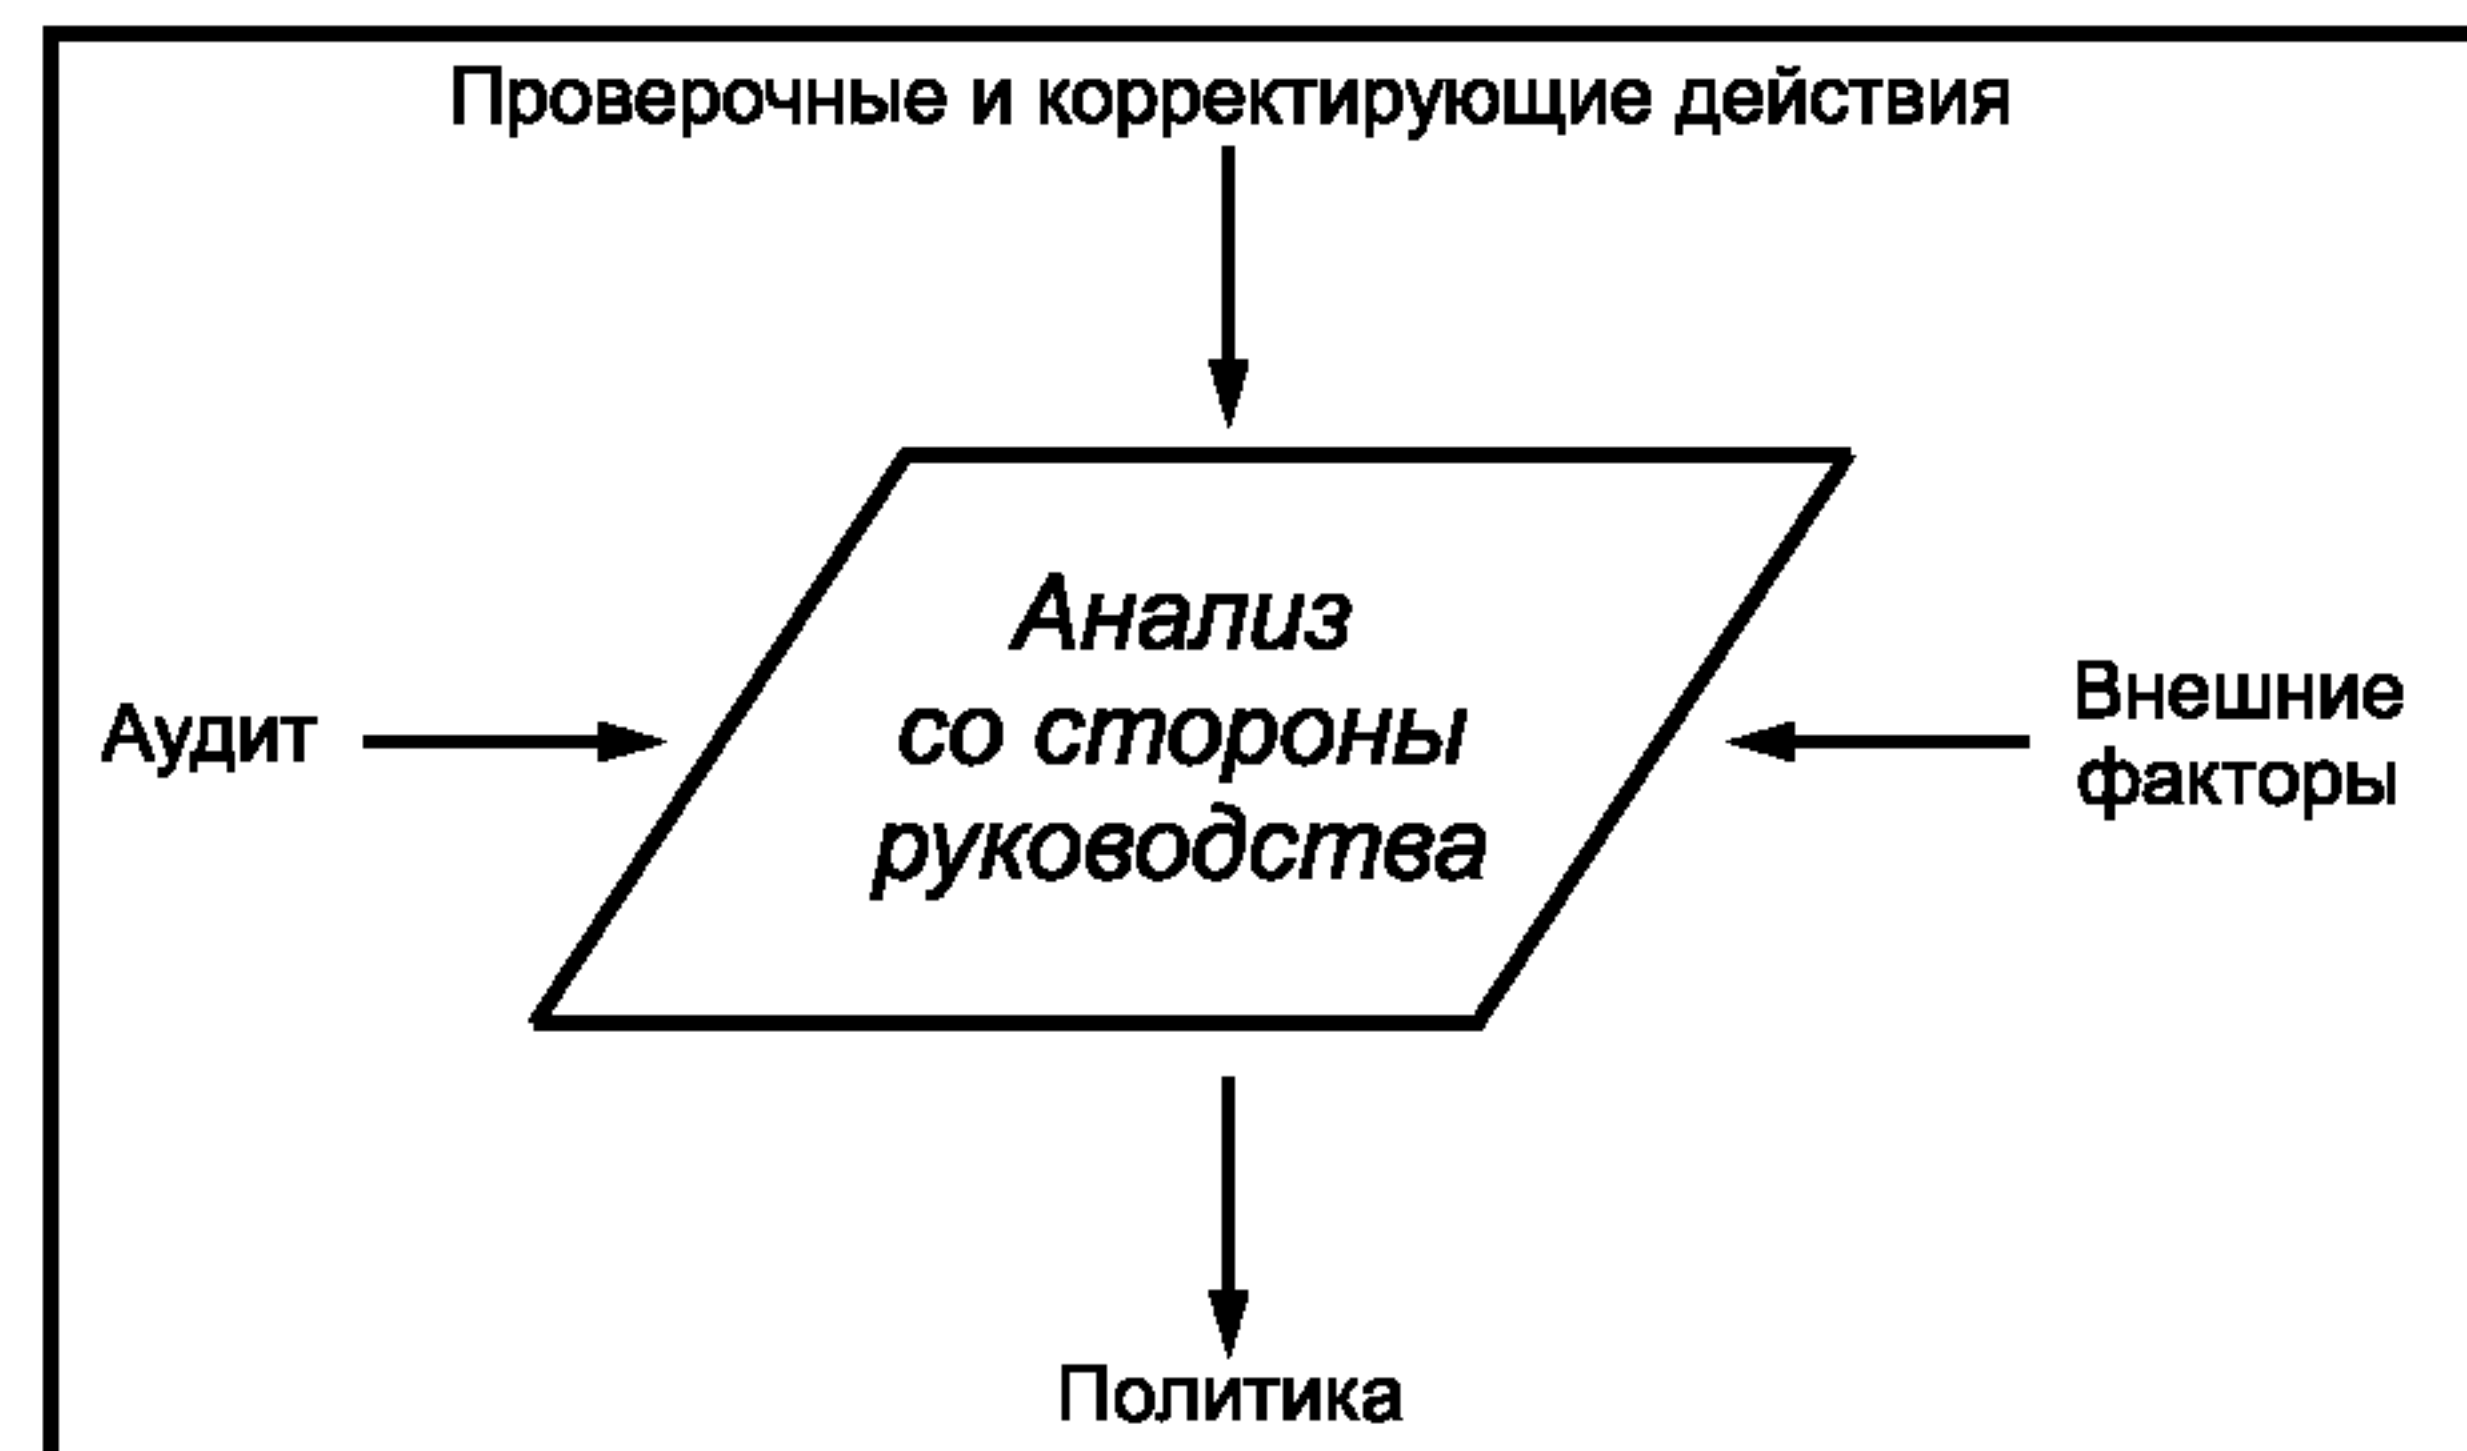 Проверочные и корректирующие действия
Анализ
со стороны
руководства
Аудит
Внешние
факторы
Политика